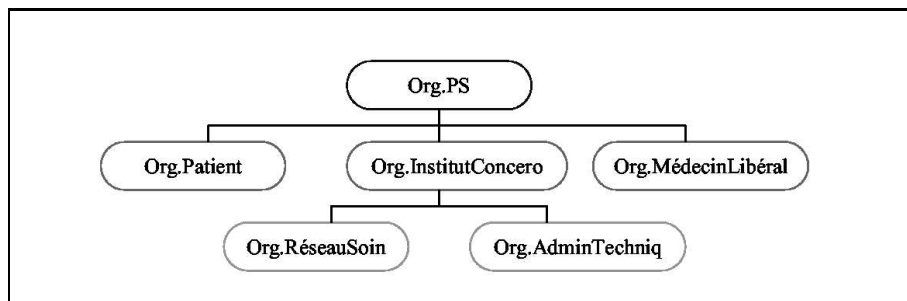 Org.PS
Org.Patient
Org.InstitutConcero
Org.MédecinLibéral
Org.RéseauSoin
Org.AdminTechniq